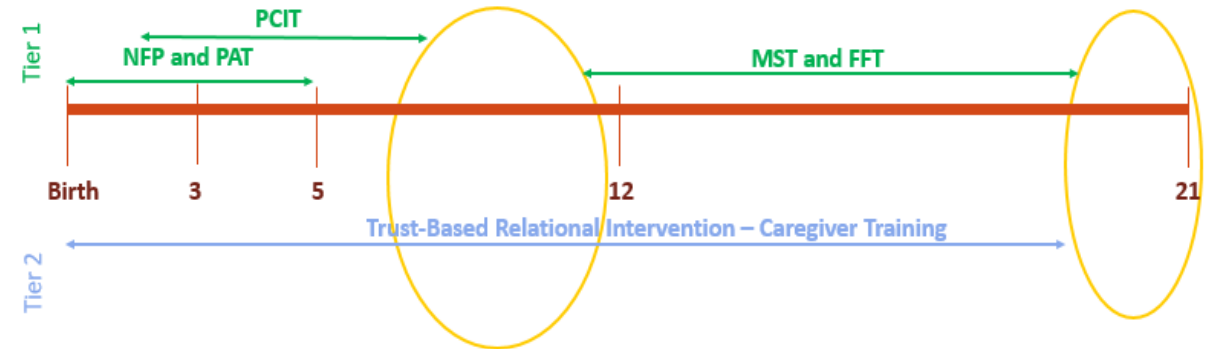 Tier 1
PCIT
NFP and PAT
MST and FFT
Birth
3
5
12
21
Trust-Based Relational Intervention – Caregiver Training
Tier 2